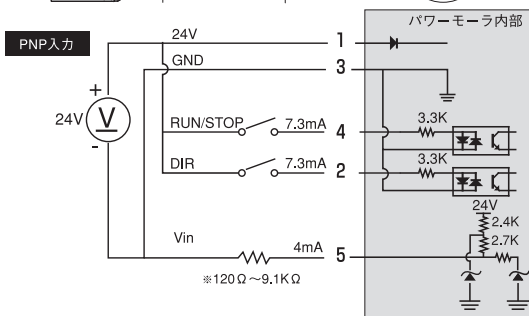 パワーモーラ内部
PNP入力
24V
1
GND
3
+
24V
V
-
RUN/STOP
7.3mA
4
3.3K
DIR
7.3mA
2
3.3K
24V
2.4K
2.7K
Vin
4mA
5
※120Ω～9.1KΩ